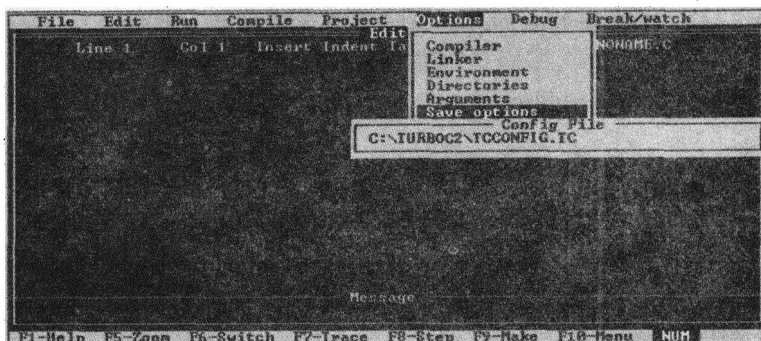 File Edit Run Compile Project Options Debug Break/watch
Edit
Line 1 Col 1 Insert Indent Ta NONAME.C
Compiler
Linker
Environment
Directories
Arguments
Save options
Config File
C:\TURBOC2\TCCONFIG.TC
Message
F1-Help F5-Zoom F6-Switch F7-Trace F8-Step F9-Make F10-Menu NUM